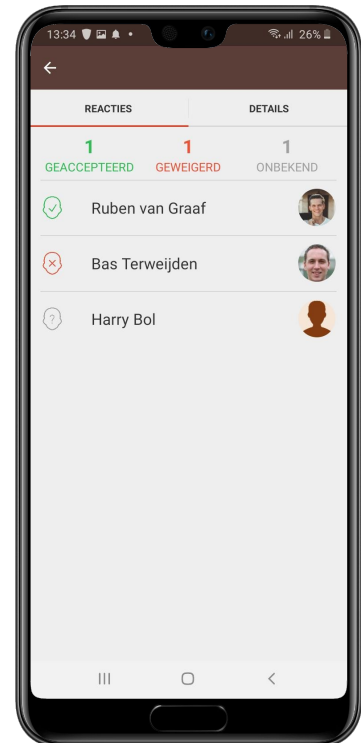 13:34 26%
REACTIES DETAILS
1 1 1
GEACCEPTEERD GEWEIGERD ONBEKEND
Ruben van Graaf
Bas Terweijden
? Harry Bol